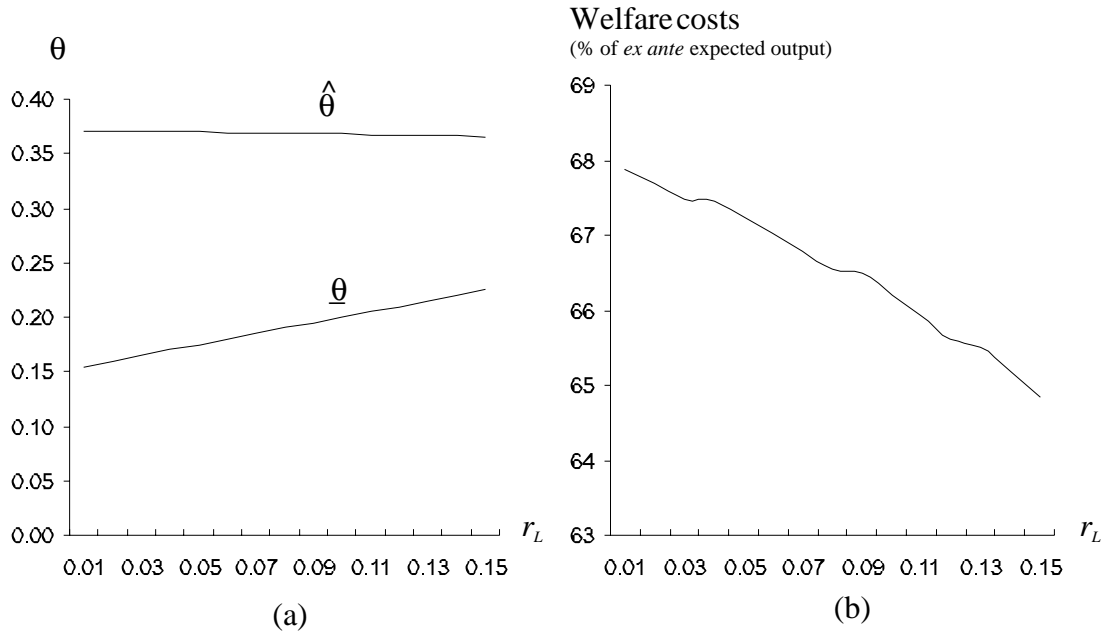 θ
0.40
0.35
0.30
0.25
0.20
0.15
0.10
0.05
0.00
θ̂
θ̲
r_L
0.01 0.03 0.05 0.07 0.09 0.11 0.13 0.15
(a)
Welfare costs
(% of ex ante expected output)
69
68
67
66
65
64
63
r_L
0.01 0.03 0.05 0.07 0.09 0.11 0.13 0.15
(b)